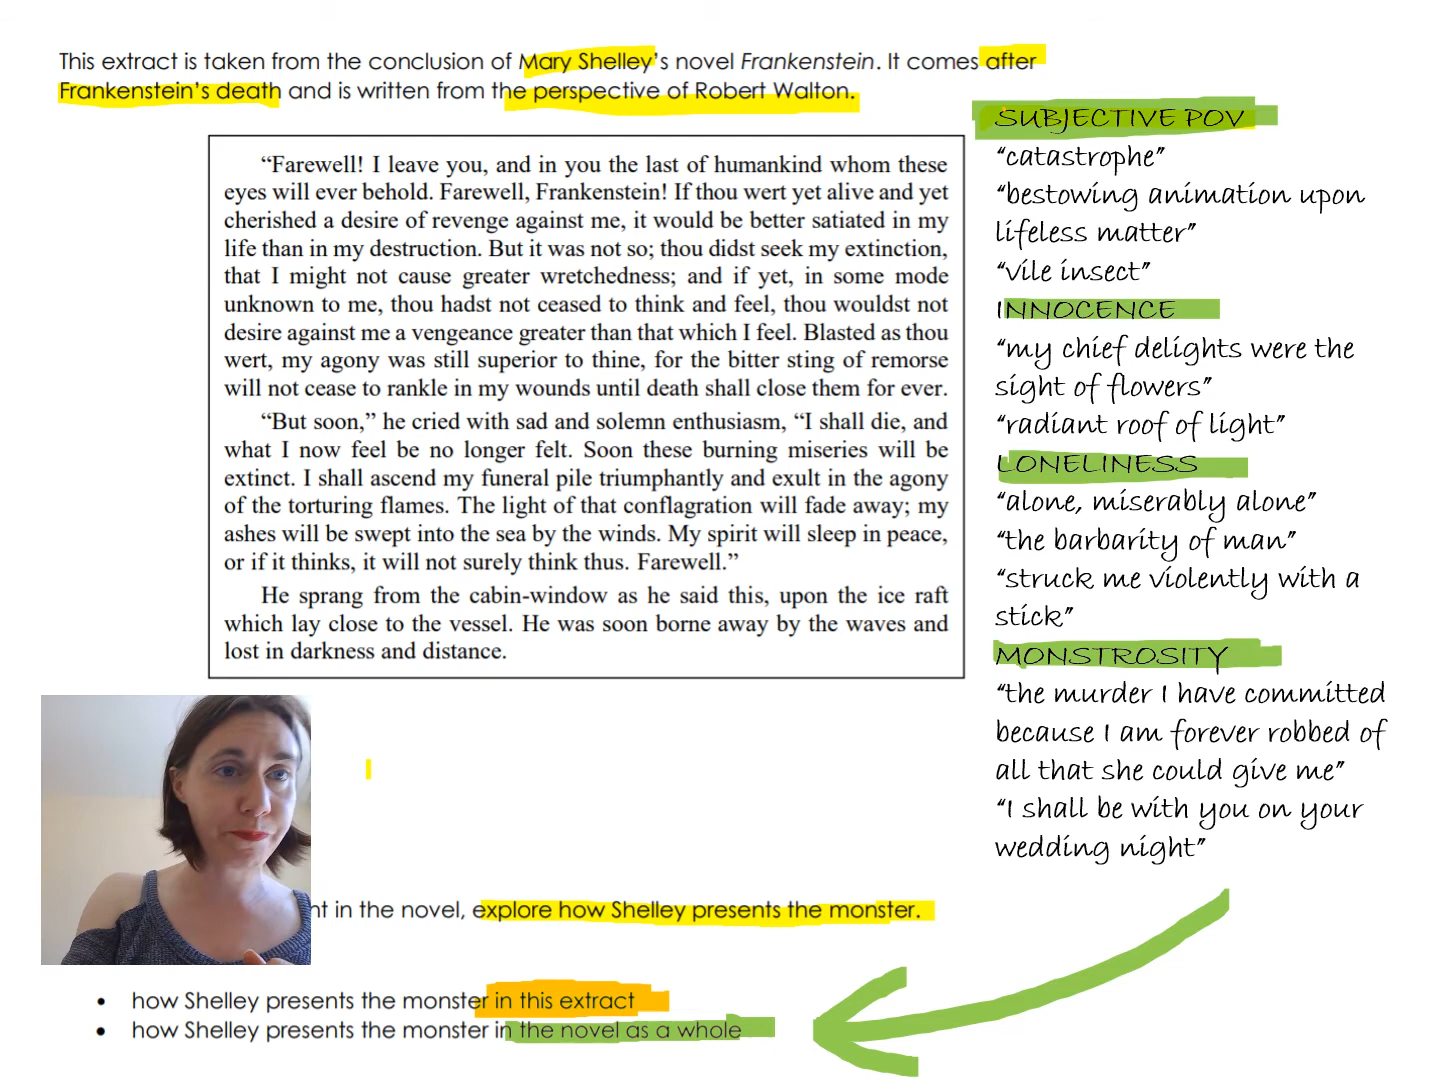 This extract is taken from the conclusion of Mary Shelley's novel Frankenstein. It comes after
Frankenstein's death and is written from the perspective of Robert Walton.
“Farewell! I leave you, and in you the last of humankind whom these
eyes will ever behold. Farewell, Frankenstein! If thou wert yet alive and yet
cherished a desire of revenge against me, it would be better satiated in my
life than in my destruction. But it was not so; thou didst seek my extinction,
that I might not cause greater wretchedness; and if yet, in some mode
unknown to me, thou hadst not ceased to think and feel, thou wouldst not
desire against me a vengeance greater than that which I feel. Blasted as thou
wert, my agony was still superior to thine, for the bitter sting of remorse
will not cease to rankle in my wounds until death shall close them for ever.
“But soon,” he cried with sad and solemn enthusiasm, “I shall die, and
what I now feel be no longer felt. Soon these burning miseries will be
extinct. I shall ascend my funeral pile triumphantly and exult in the agony
of the torturing flames. The light of that conflagration will fade away; my
ashes will be swept into the sea by the winds. My spirit will sleep in peace,
or if it thinks, it will not surely think thus. Farewell.”
He sprang from the cabin-window as he said this, upon the ice raft
which lay close to the vessel. He was soon borne away by the waves and
lost in darkness and distance.
SUBJECTIVE POV
“catastrophe”
“bestowing animation upon
lifeless matter”
“vile insect”
INNOCENCE
“my chief delights were the
sight of flowers”
“radiant roof of light”
LONELINESS
“alone, miserably alone”
“the barbarity of man”
“struck me violently with a
stick”
MONSTROSITY
“the murder I have committed
because I am forever robbed of
all that she could give me”
“I shall be with you on your
wedding night”
in the novel, explore how Shelley presents the monster.
• how Shelley presents the monster in this extract
• how Shelley presents the monster in the novel as a whole